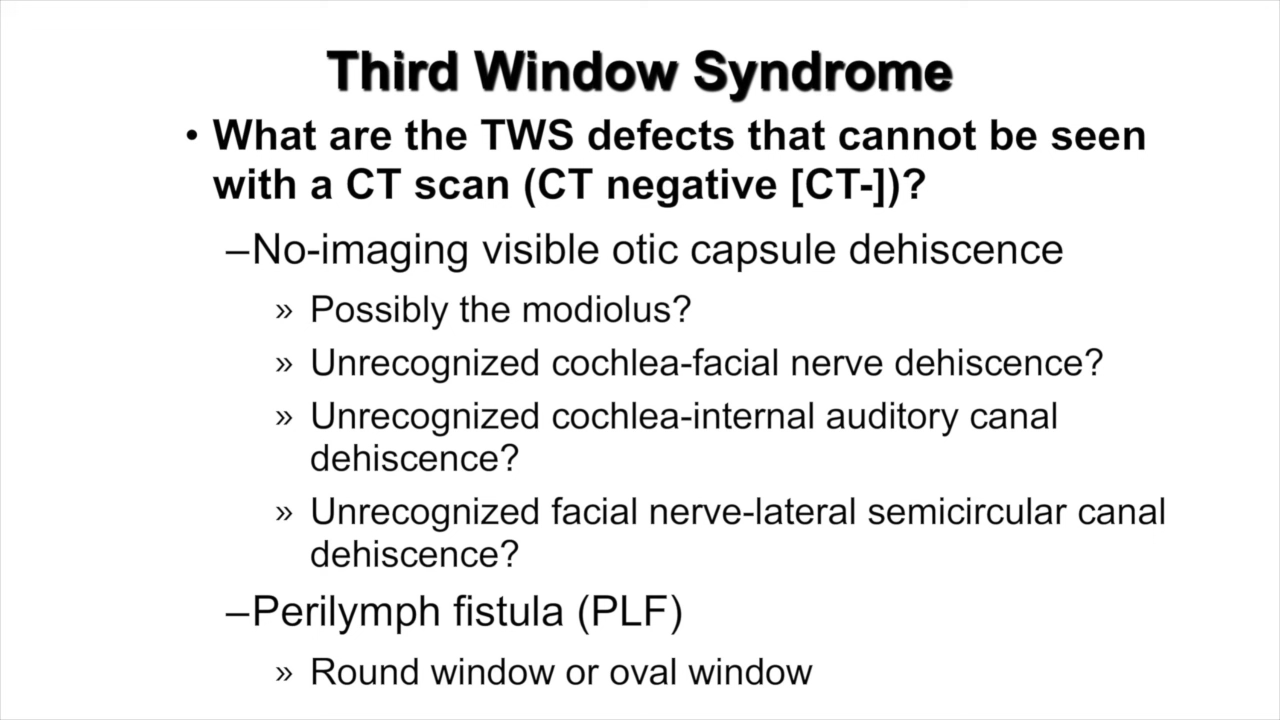 Third Window Syndrome
• What are the TWS defects that cannot be seen
with a CT scan (CT negative [CT-])?
–No-imaging visible otic capsule dehiscence
» Possibly the modiolus?
» Unrecognized cochlea-facial nerve dehiscence?
» Unrecognized cochlea-internal auditory canal
dehiscence?
» Unrecognized facial nerve-lateral semicircular canal
dehiscence?
–Perilymph fistula (PLF)
» Round window or oval window